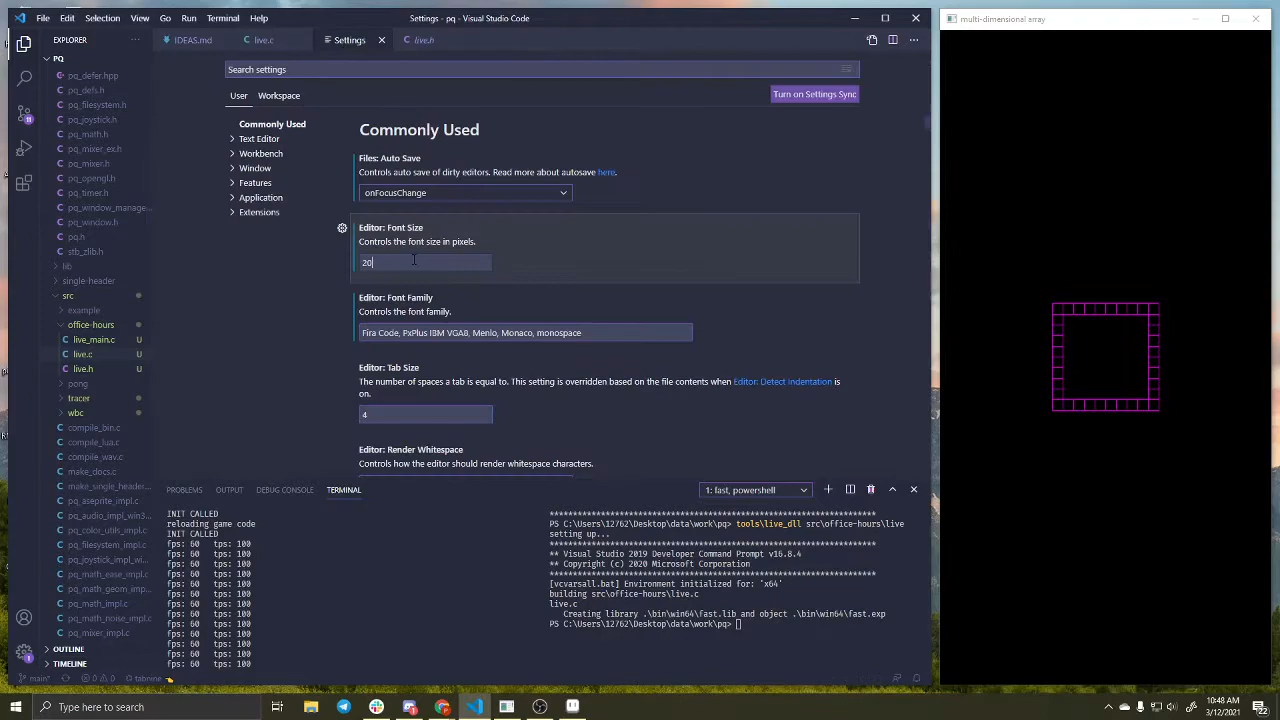 File Edit Selection View Go Run Terminal Help
Settings - pq - Visual Studio Code
multi-dimensional array
EXPLORER
IDEAS.md
live.c
Settings
live.h
PQ
pq_defer.hpp
pq_defs.h
pq_filesystem.h
pq_joystick.h
pq_math.h
pq_mixer_ex.h
pq_mixer.h
pq_opengl.h
pq_timer.h
pq_window_manage...
pq_window.h
pq.h
stb_zlib.h
lib
single-header
src
example
office-hours
live_main.c U
live.c U
live.h U
pong
tracer
wbc
compile_bin.c
compile_lua.c
compile_wav.c
make_docs.c
make_single_header...
pq_aseprite_impl.c
pq_audio_impl_win3...
pq_color_utils_impl.c
pq_filesystem_impl.c
pq_joystick_impl_wi...
pq_math_ease_impl.c
pq_math_geom_impl...
pq_math_impl.c
pq_math_noise_impl.c
pq_mixer_impl.c
OUTLINE
TIMELINE
11
1
Search settings
User Workspace
Turn on Settings Sync
Commonly Used
Text Editor
Workbench
Window
Features
Application
Extensions
Commonly Used
Files: Auto Save
Controls auto save of dirty editors. Read more about autosave here.
onFocusChange
Editor: Font Size
Controls the font size in pixels.
20
Editor: Font Family
Controls the font family.
Fira Code, PxPlus IBM VGA8, Menlo, Monaco, monospace
Editor: Tab Size
The number of spaces a tab is equal to. This setting is overridden based on the file contents when Editor: Detect Indentation is
on.
4
Editor: Render Whitespace
Controls how the editor should render whitespace characters.
PROBLEMS OUTPUT DEBUG CONSOLE TERMINAL
1: fast, powershell
INIT CALLED
reloading game code
INIT CALLED
fps: 60 tps: 100
fps: 60 tps: 100
fps: 60 tps: 100
fps: 60 tps: 100
fps: 60 tps: 100
fps: 60 tps: 100
fps: 60 tps: 100
fps: 60 tps: 100
fps: 60 tps: 100
fps: 60 tps: 100
fps: 60 tps: 100
fps: 60 tps: 100
fps: 60 tps: 100
**********************************************************************
PS C:\Users\12762\Desktop\data\work\pq> tools\live_dll src\office-hours\live
setting up...
**********************************************************************
** Visual Studio 2019 Developer Command Prompt v16.8.4
** Copyright (c) 2020 Microsoft Corporation
**********************************************************************
[vcvarsall.bat] Environment initialized for: 'x64'
building src\office-hours\live.c
live.c
Creating library .\bin\win64\fast.lib and object .\bin\win64\fast.exp
PS C:\Users\12762\Desktop\data\work\pq>
main* 0 0 tabnine
Type here to search
10:48 AM
3/12/2021